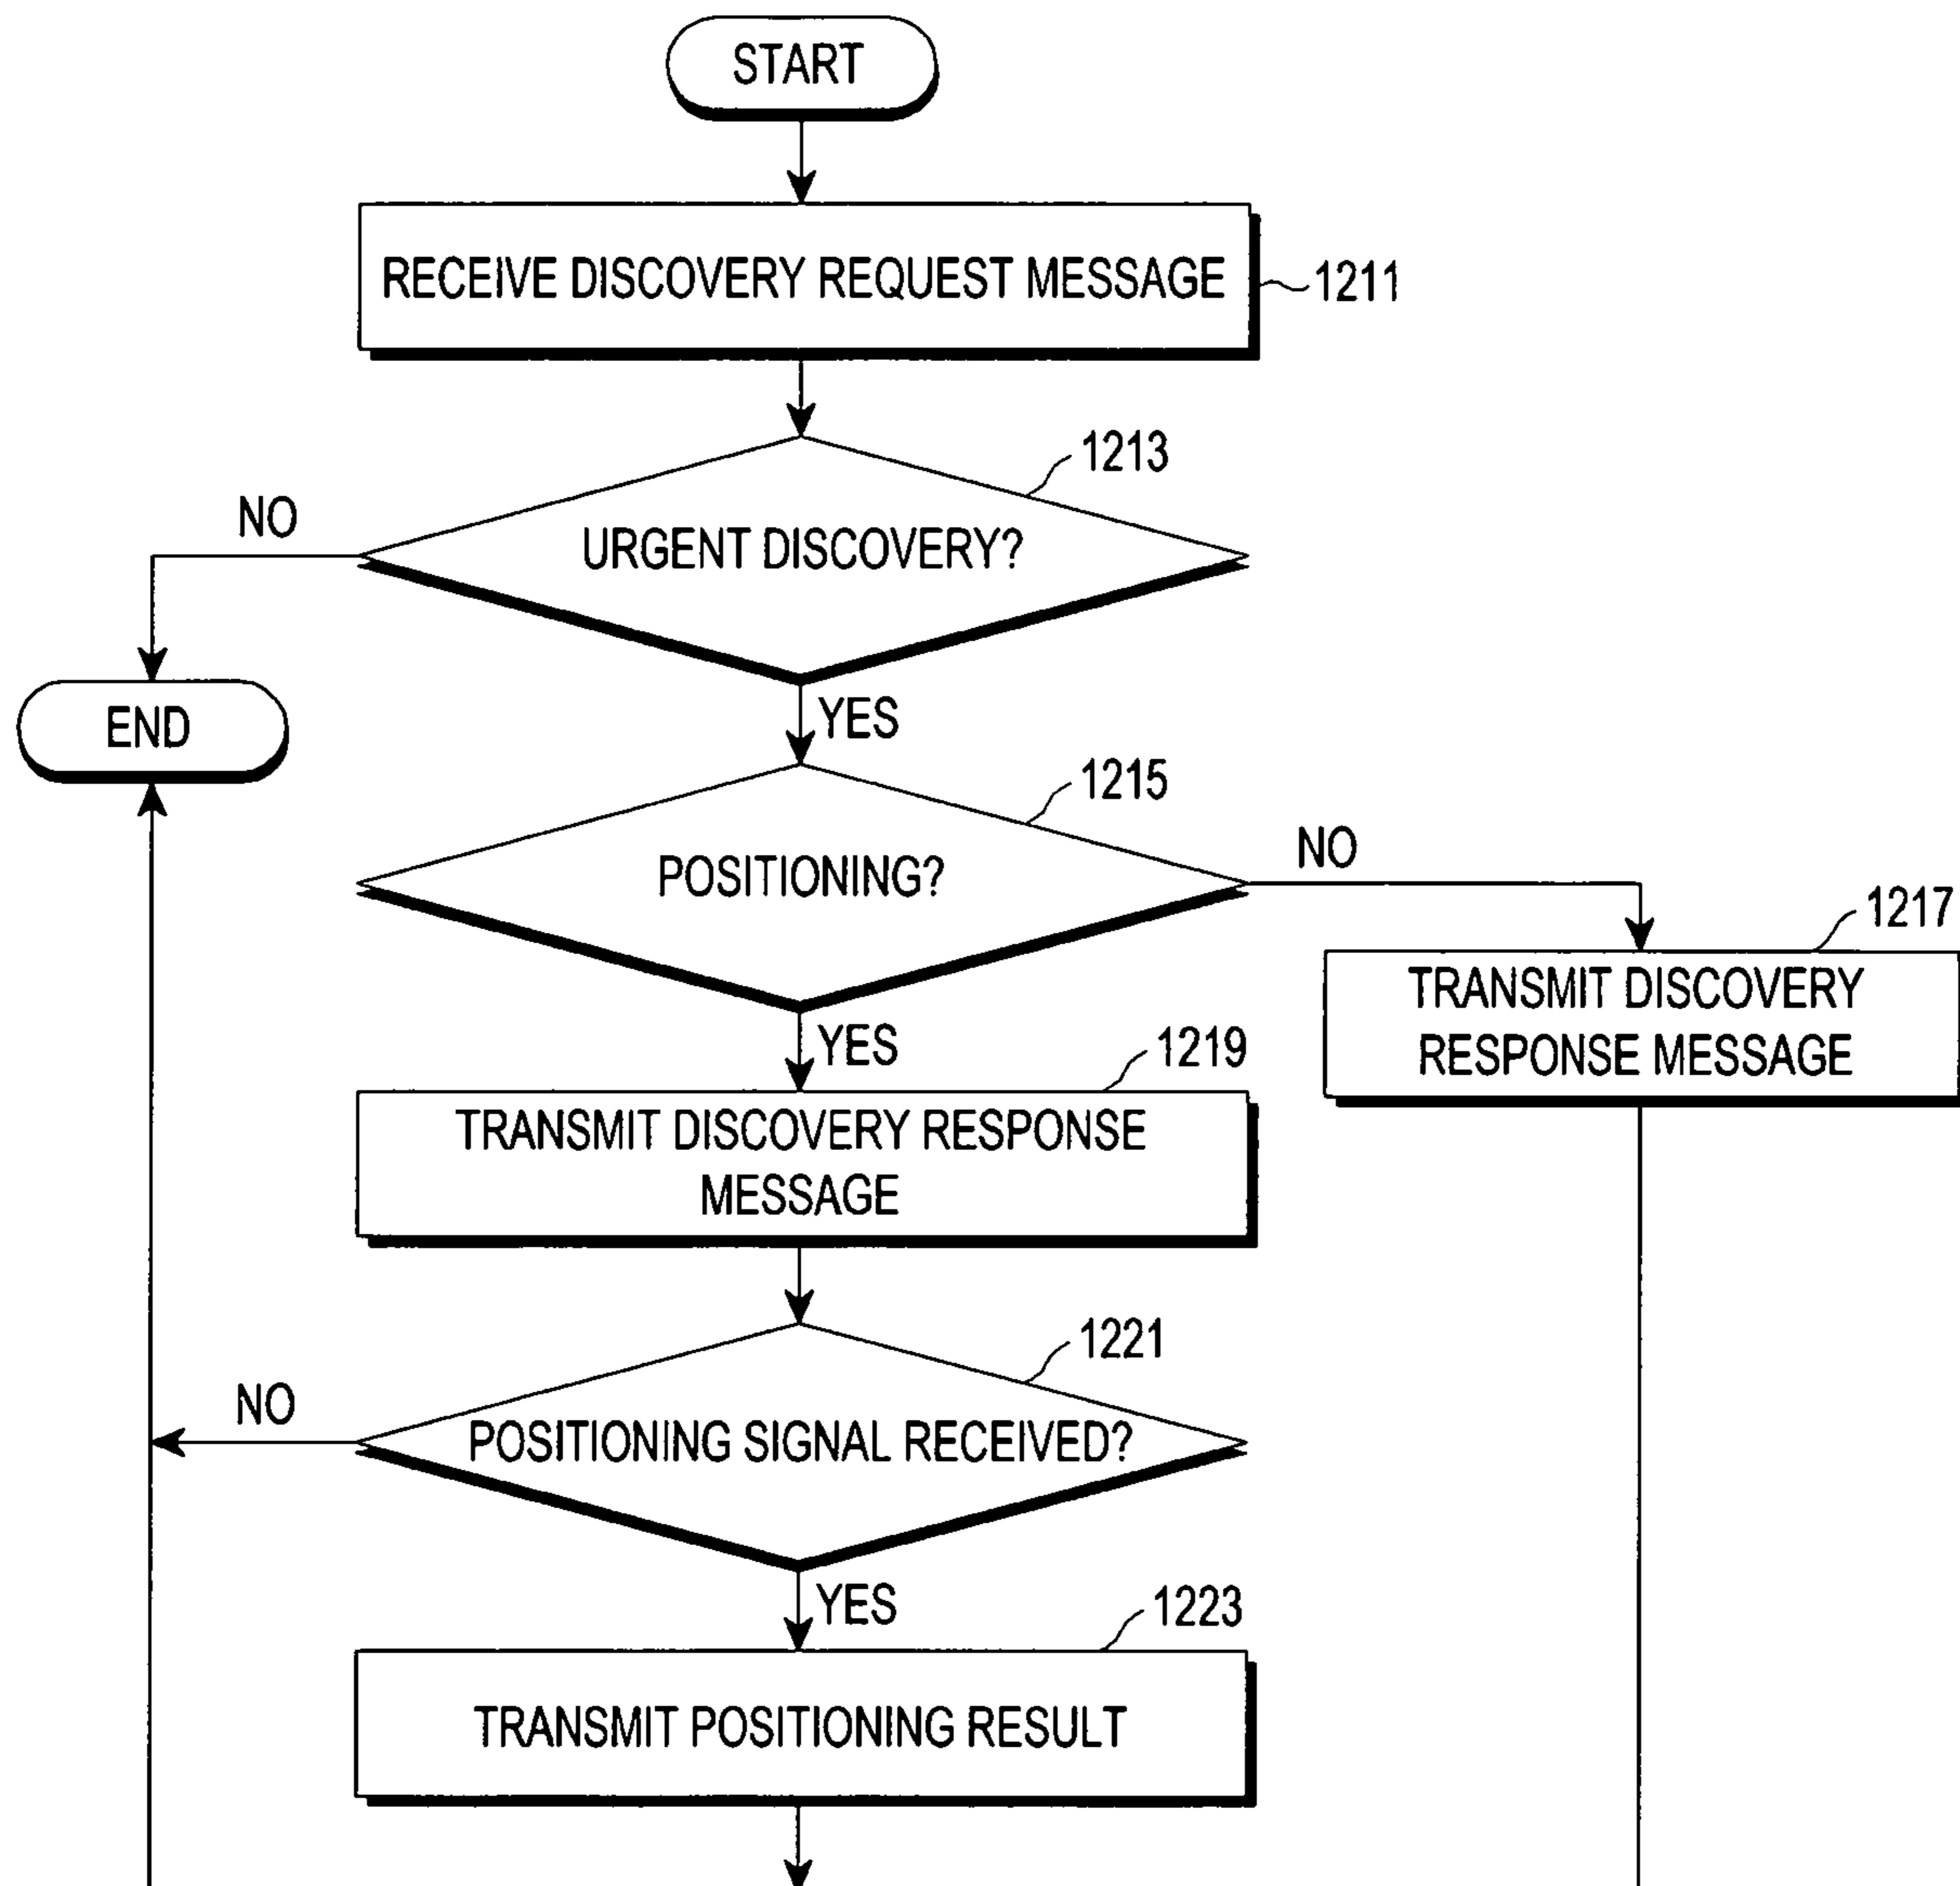 START
RECEIVE DISCOVERY REQUEST MESSAGE
1211
1213
NO
URGENT DISCOVERY?
END
YES
1215
NO
POSITIONING?
1217
TRANSMIT DISCOVERY
RESPONSE MESSAGE
YES
1219
TRANSMIT DISCOVERY RESPONSE
MESSAGE
1221
NO
POSITIONING SIGNAL RECEIVED?
YES
1223
TRANSMIT POSITIONING RESULT